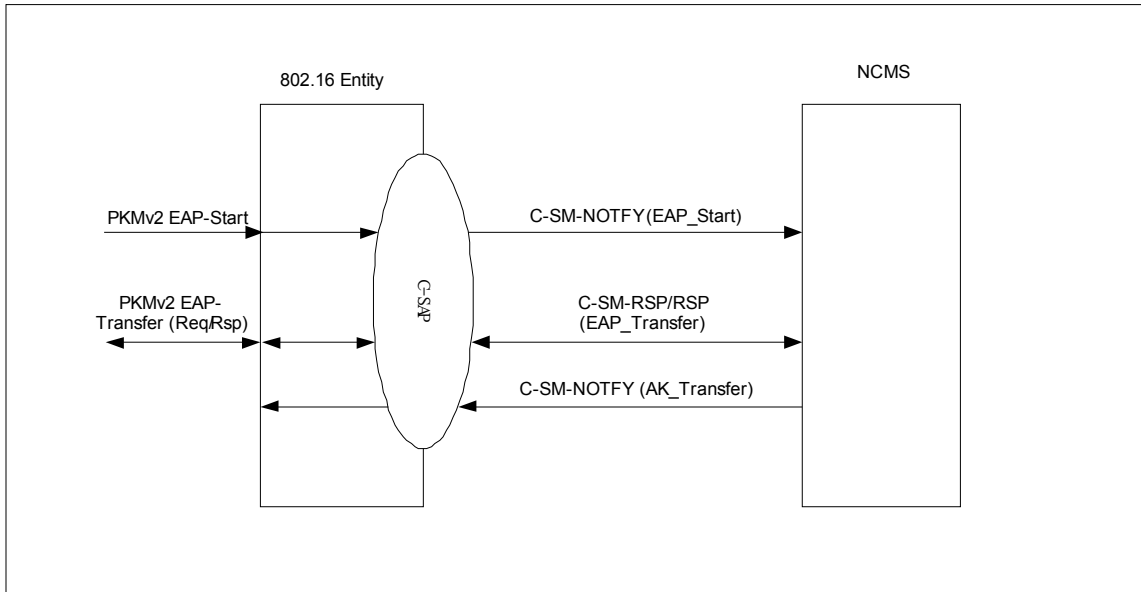 802.16 Entity
NCMS
PKMv2 EAP-Start
C-SM-NOTFY(EAP_Start)
C-SAP
PKMv2 EAP-
Transfer (Req/Rsp)
C-SM-RSP/RSP
(EAP_Transfer)
C-SM-NOTFY (AK_Transfer)